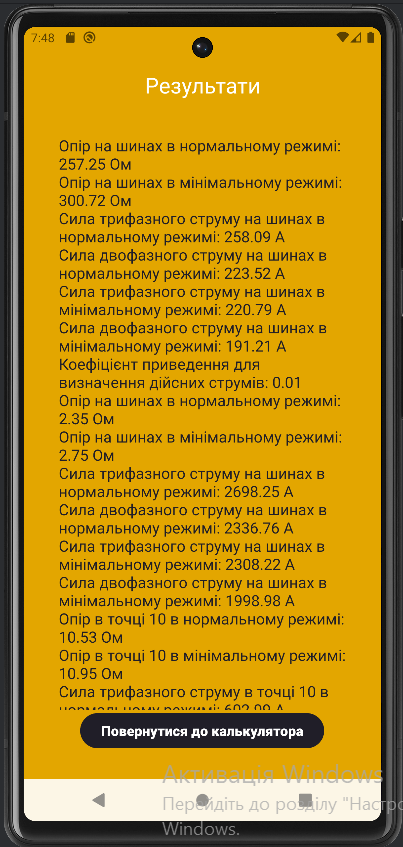 7:48
Результати
Опір на шинах в нормальному режимі:
257.25 Ом
Опір на шинах в мінімальному режимі:
300.72 Ом
Сила трифазного струму на шинах в
нормальному режимі: 258.09 А
Сила двофазного струму на шинах в
нормальному режимі: 223.52 А
Сила трифазного струму на шинах в
мінімальному режимі: 220.79 А
Сила двофазного струму на шинах в
мінімальному режимі: 191.21 А
Коефіцієнт приведення для
визначення дійсних струмів: 0.01
Опір на шинах в нормальному режимі:
2.35 Ом
Опір на шинах в мінімальному режимі:
2.75 Ом
Сила трифазного струму на шинах в
нормальному режимі: 2698.25 А
Сила двофазного струму на шинах в
нормальному режимі: 2336.76 А
Сила трифазного струму на шинах в
мінімальному режимі: 2308.22 А
Сила двофазного струму на шинах в
мінімальному режимі: 1998.98 А
Опір в точці 10 в нормальному режимі:
10.53 Ом
Опір в точці 10 в мінімальному режимі:
10.95 Ом
Сила трифазного струму в точці 10 в
нормальному режимі:
Повернутися до калькулятора
Активація Windows
Перейдіть до розділу "Настро
Windows.